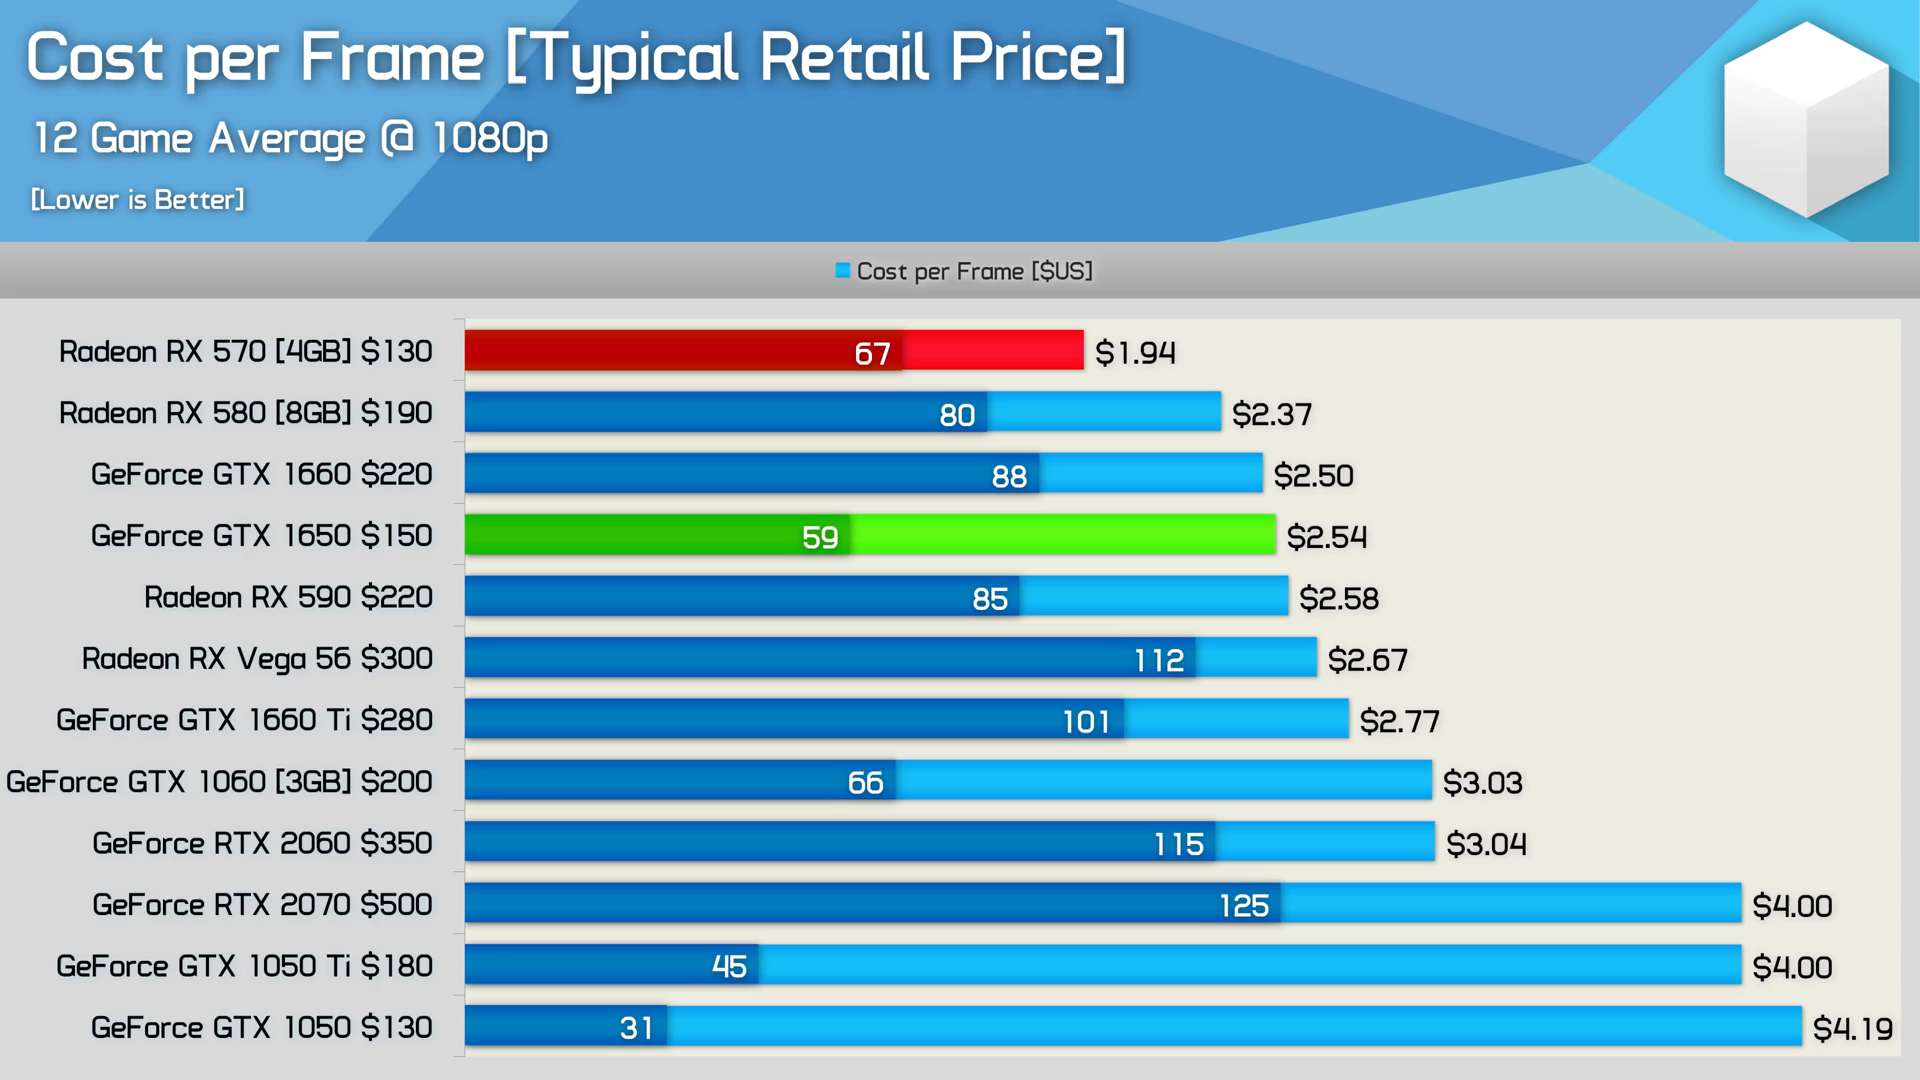 Cost per Frame [Typical Retail Price]
12 Game Average @ 1080p
[Lower is Better]
Cost per Frame [$US]
Radeon RX 570 [4GB] $130 67 $1.94
Radeon RX 580 [8GB] $190 80 $2.37
GeForce GTX 1660 $220 88 $2.50
GeForce GTX 1650 $150 59 $2.54
Radeon RX 590 $220 85 $2.58
Radeon RX Vega 56 $300 112 $2.67
GeForce GTX 1660 Ti $280 101 $2.77
GeForce GTX 1060 [3GB] $200 66 $3.03
GeForce RTX 2060 $350 115 $3.04
GeForce RTX 2070 $500 125 $4.00
GeForce GTX 1050 Ti $180 45 $4.00
GeForce GTX 1050 $130 31 $4.19